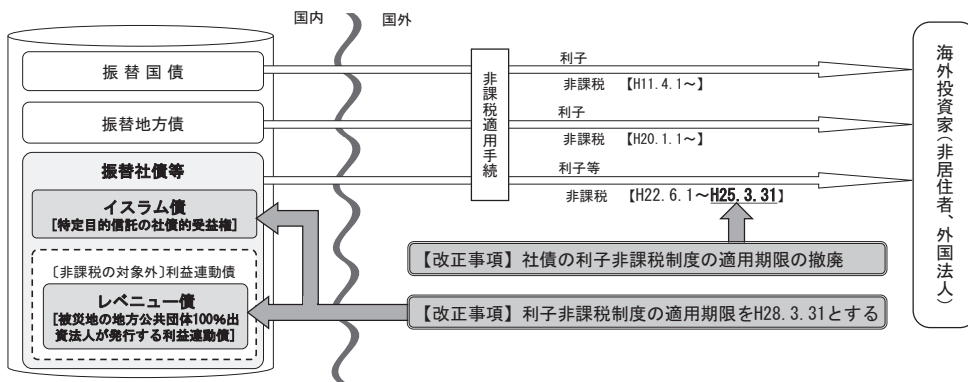 国内
国外
振替国債
振替地方債
振替社債等
イスラム債
[特定目的信託の社債的受益権]
〔非課税の対象外〕利益連動債
レベニュー債
[被災地の地方公共団体100%出
資法人が発行する利益連動債]
非課税適用手続
利子
非課税 【H11.4.1～】
利子
非課税 【H20.1.1～】
利子等
非課税 【H22.6.1～H25.3.31】
【改正事項】社債の利子非課税制度の適用期限の撤廃
【改正事項】利子非課税制度の適用期限をH28.3.31とする
海外投資家(非居住者、外国法人)